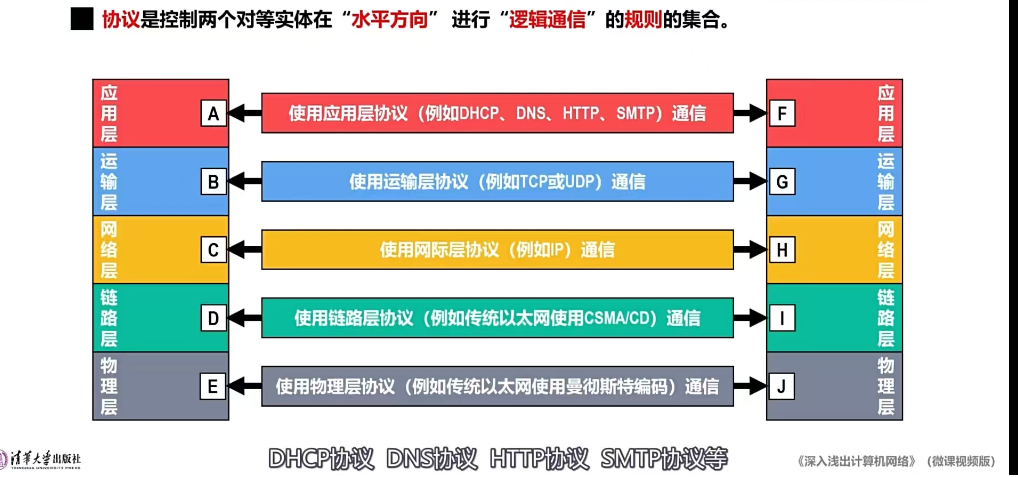 协议是控制两个对等实体在“水平方向” 进行“逻辑通信”的规则的集合。
应用层
A
使用应用层协议（例如DHCP、DNS、HTTP、SMTP）通信
F
应用层
运输层
B
使用运输层协议（例如TCP或UDP）通信
G
运输层
网络层
C
使用网际层协议（例如IP）通信
H
网络层
链路层
D
使用链路层协议（例如传统以太网使用CSMA/CD）通信
I
链路层
物理层
E
使用物理层协议（例如传统以太网使用曼彻斯特编码）通信
J
物理层
清华大学出版社
DHCP协议 DNS协议 HTTP协议 SMTP协议等
《深入浅出计算机网络》（微课视频版）